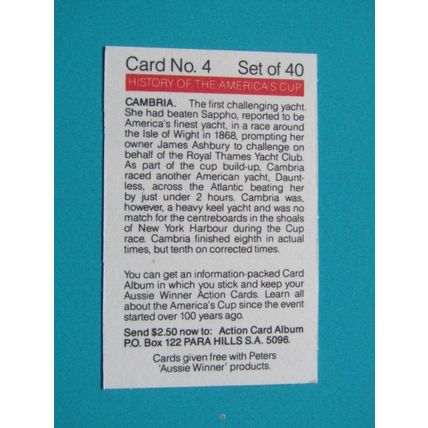 Card No. 4 Set of 40
HISTORY OF THE AMERICA'S CUP
CAMBRIA. The first challenging yacht.
She had beaten Sappho, reported to be
America's finest yacht, in a race around
the Isle of Wight in 1868, prompting her
owner James Ashbury to challenge on
behalf of the Royal Thames Yacht Club.
As part of the cup build-up, Cambria
raced another American yacht, Daunt-
less, across the Atlantic beating her
by just under 2 hours. Cambria was,
however, a heavy keel yacht and was no
match for the centreboards in the shoals
of New York Harbour during the Cup
race. Cambria finished eighth in actual
times, but tenth on corrected times.
You can get an information-packed Card
Album in which you stick and keep your
Aussie Winner Action Cards. Learn all
about the America's Cup since the event
started over 100 years ago.
Send $2.50 now to: Action Card Album
P.O. Box 122 PARA HILLS S.A. 5096.
Cards given free with Peters
'Aussie Winner' products.